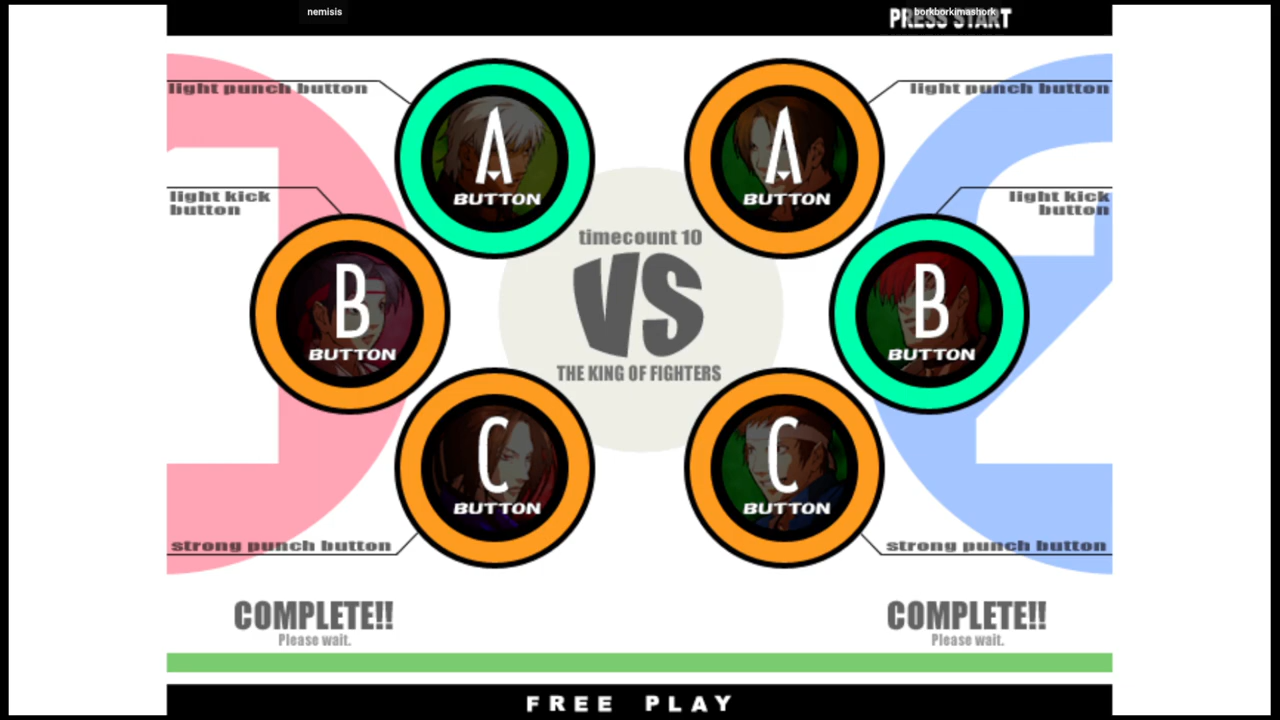 nemisis
borkborkimashork
PRESS START
light punch button
light punch button
A
BUTTON
A
BUTTON
light kick
button
light kick
button
timecount 10
B
BUTTON
VS
B
BUTTON
THE KING OF FIGHTERS
C
BUTTON
C
BUTTON
strong punch button
strong punch button
COMPLETE!!
Please wait.
COMPLETE!!
Please wait.
FREE PLAY